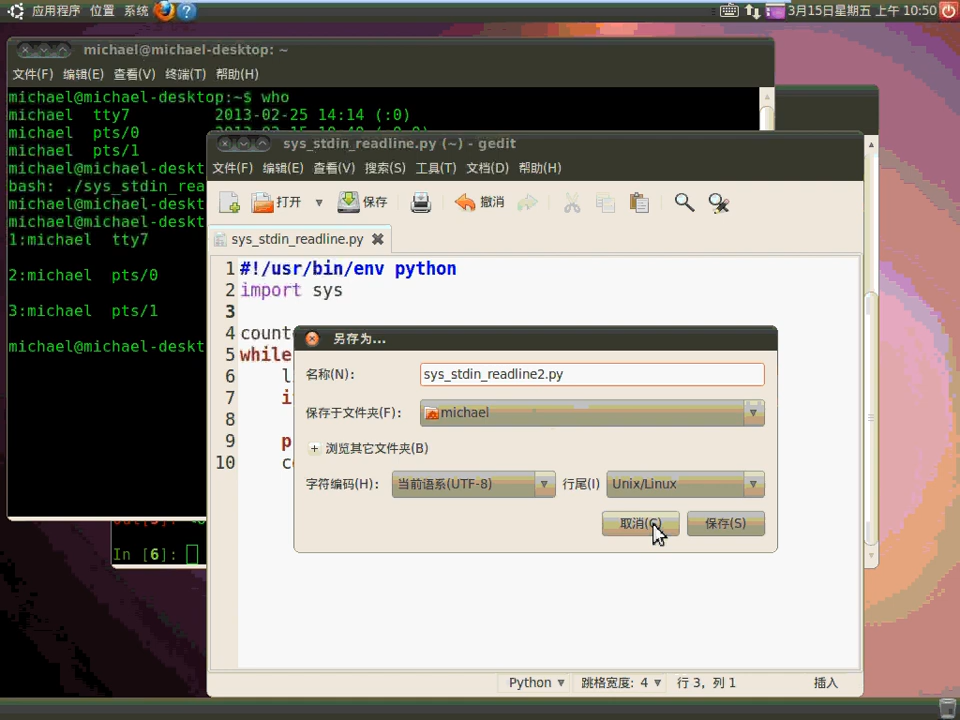 应用程序 位置 系统 3月15日星期五 上午 10:50
michael@michael-desktop: ~
文件(F) 编辑(E) 查看(V) 终端(T) 帮助(H)
michael@michael-desktop:~$ who
michael tty7 2013-02-25 14:14 (:0)
michael pts/0
michael pts/1
michael@michael-deskt
bash: ./sys_stdin_rea
michael@michael-deskt
michael@michael-deskt
1:michael tty7
2:michael pts/0
3:michael pts/1
michael@michael-deskt
In [6]:
sys_stdin_readline.py (~) - gedit
文件(F) 编辑(E) 查看(V) 搜索(S) 工具(T) 文档(D) 帮助(H)
打开 保存 撤消
sys_stdin_readline.py
1 #!/usr/bin/env python
2 import sys
3
4 count
5 while
6 l
7 i
8
9 p
10 c
另存为...
名称(N): sys_stdin_readline2.py
保存于文件夹(F): michael
浏览其它文件夹(B)
字符编码(H): 当前语系(UTF-8) 行尾(I) Unix/Linux
取消(C) 保存(S)
Python 跳格宽度: 4 行 3, 列 1 插入